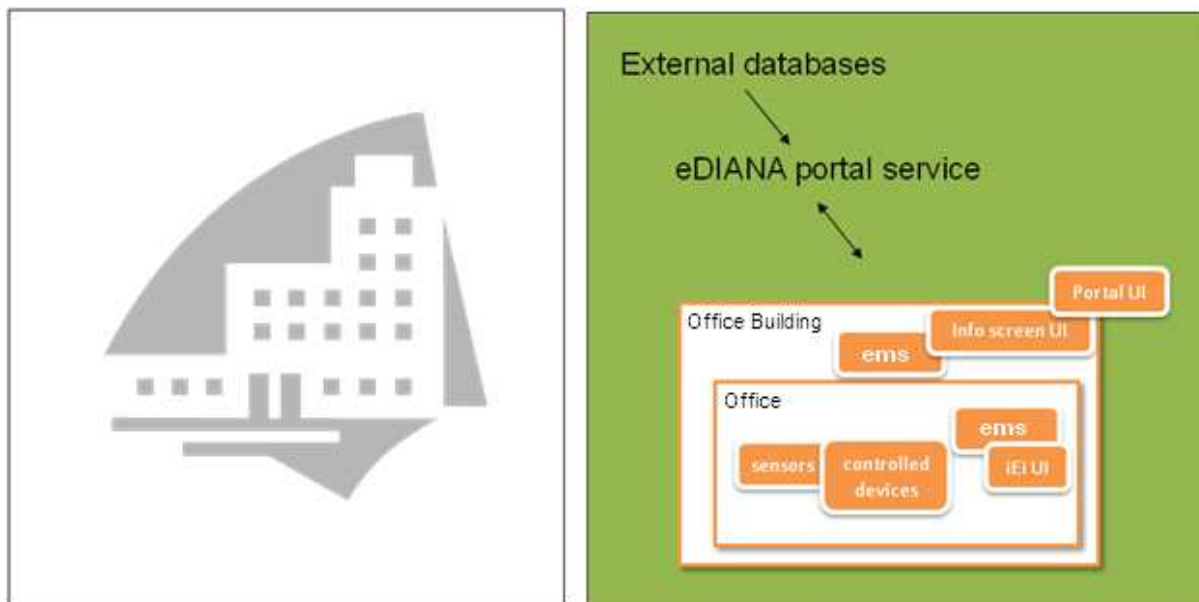 External databases
eDIANA portal service
Portal UI
Office Building
Info screen UI
ems
Office
ems
sensors
controlled
devices
iEi UI